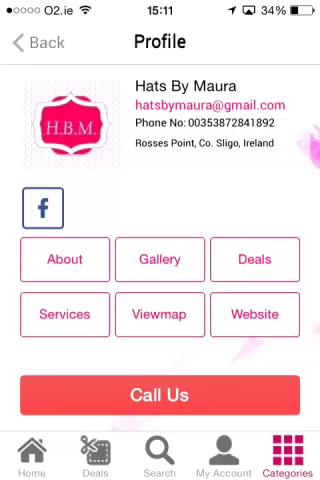 O2.ie 15:11 34%
Back Profile
H.B.M.
Hats By Maura
hatsbymaura@gmail.com
Phone No: 00353872841892
Rosses Point, Co. Sligo, Ireland
f
About Gallery Deals
Services Viewmap Website
Call Us
Home Deals Search My Account Categories